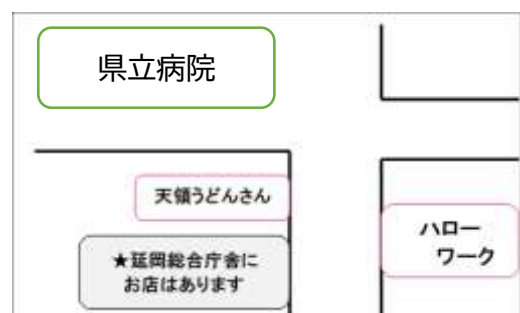 県立病院
天領うどんさん
★延岡総合庁舎に
お店はあります
ハロー
ワーク